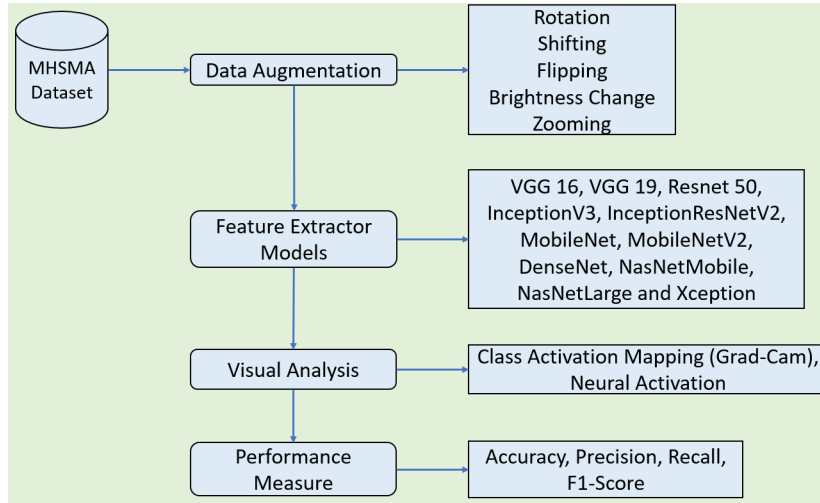 MHSMA
Dataset
Data Augmentation
Rotation
Shifting
Flipping
Brightness Change
Zooming
Feature Extractor
Models
VGG 16, VGG 19, Resnet 50,
InceptionV3, InceptionResNetV2,
MobileNet, MobileNetV2,
DenseNet, NasNetMobile,
NasNetLarge and Xception
Visual Analysis
Class Activation Mapping (Grad-Cam),
Neural Activation
Performance
Measure
Accuracy, Precision, Recall,
F1-Score